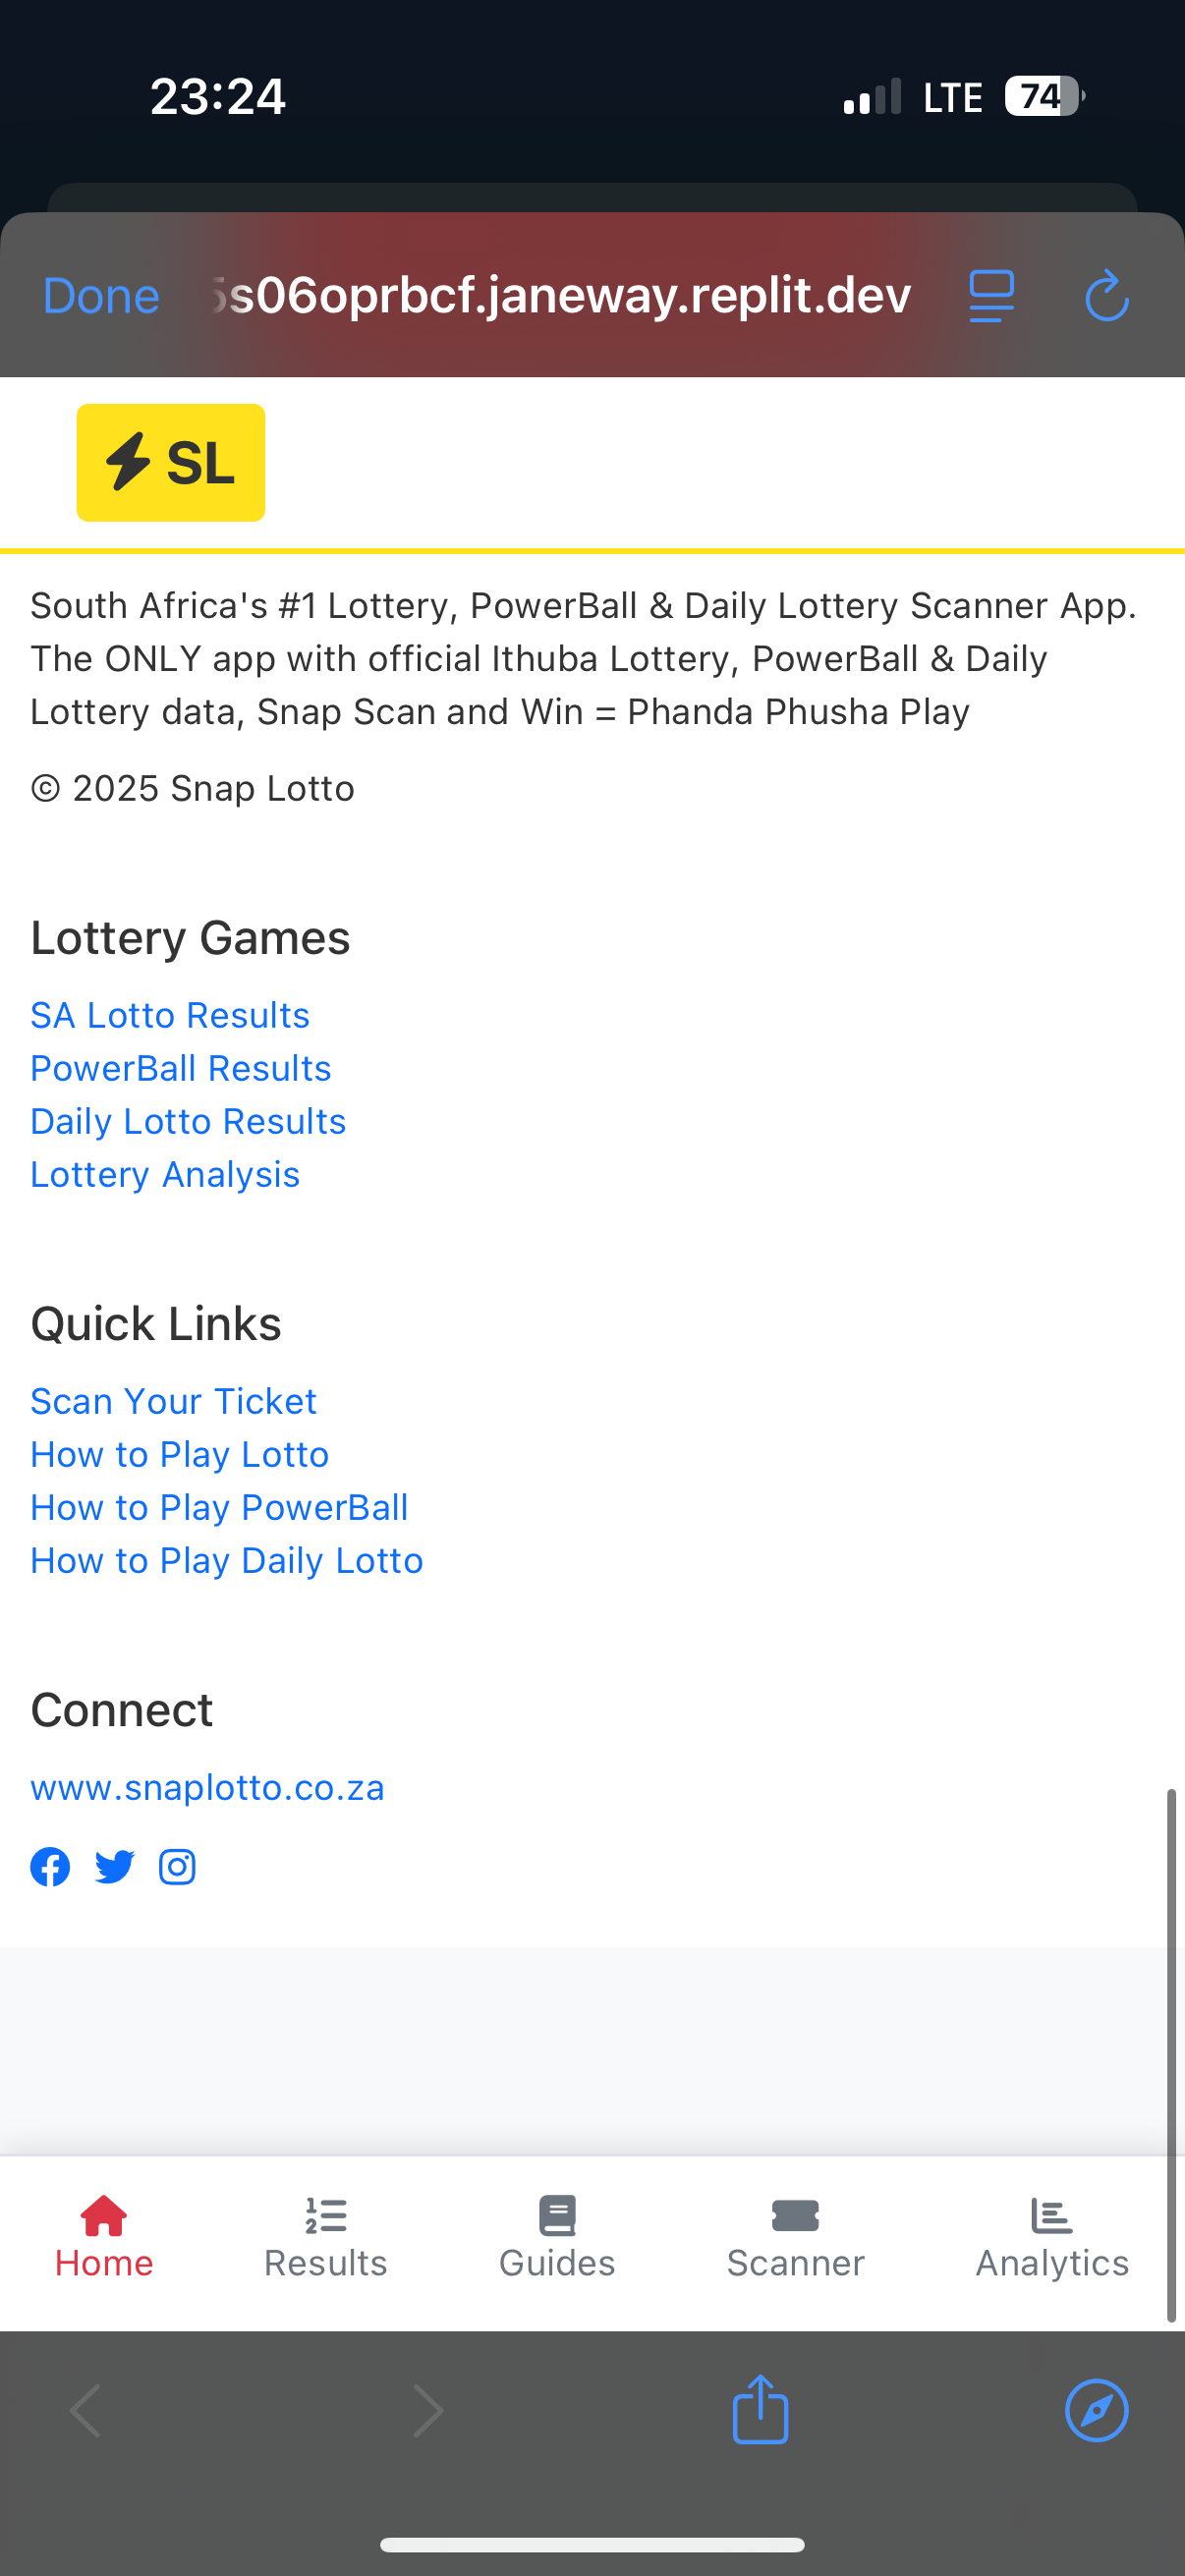 23:24
LTE 74
Done 5s06oprbcf.janeway.replit.dev
SL
South Africa's #1 Lottery, PowerBall & Daily Lottery Scanner App.
The ONLY app with official Ithuba Lottery, PowerBall & Daily
Lottery data, Snap Scan and Win = Phanda Phusha Play
© 2025 Snap Lotto
Lottery Games
SA Lotto Results
PowerBall Results
Daily Lotto Results
Lottery Analysis
Quick Links
Scan Your Ticket
How to Play Lotto
How to Play PowerBall
How to Play Daily Lotto
Connect
www.snaplotto.co.za
Home Results Guides Scanner Analytics